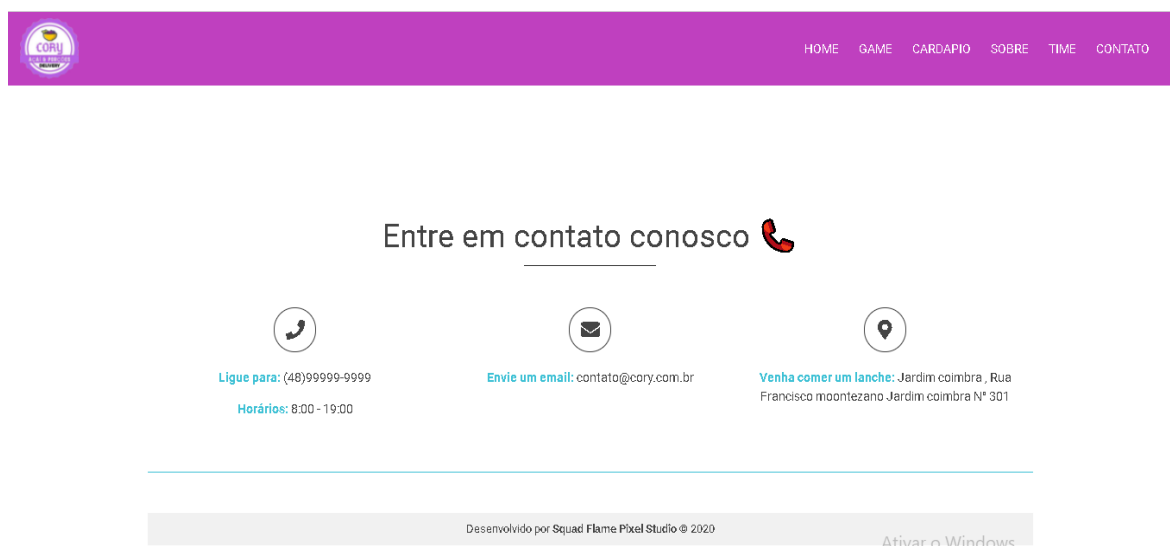 CORY
DELIVERY
HOME GAME CARDAPIO SOBRE TIME CONTATO
Entre em contato conosco
Ligue para: (48)99999-9999
Horários: 8:00 - 19:00
Envie um email: contato@cory.com.br
Venha comer um lanche: Jardim coimbra , Rua
Francisco moontezano Jardim coimbra N° 301
Desenvolvido por Squad Flame Pixel Studio © 2020
Ativar o Windows